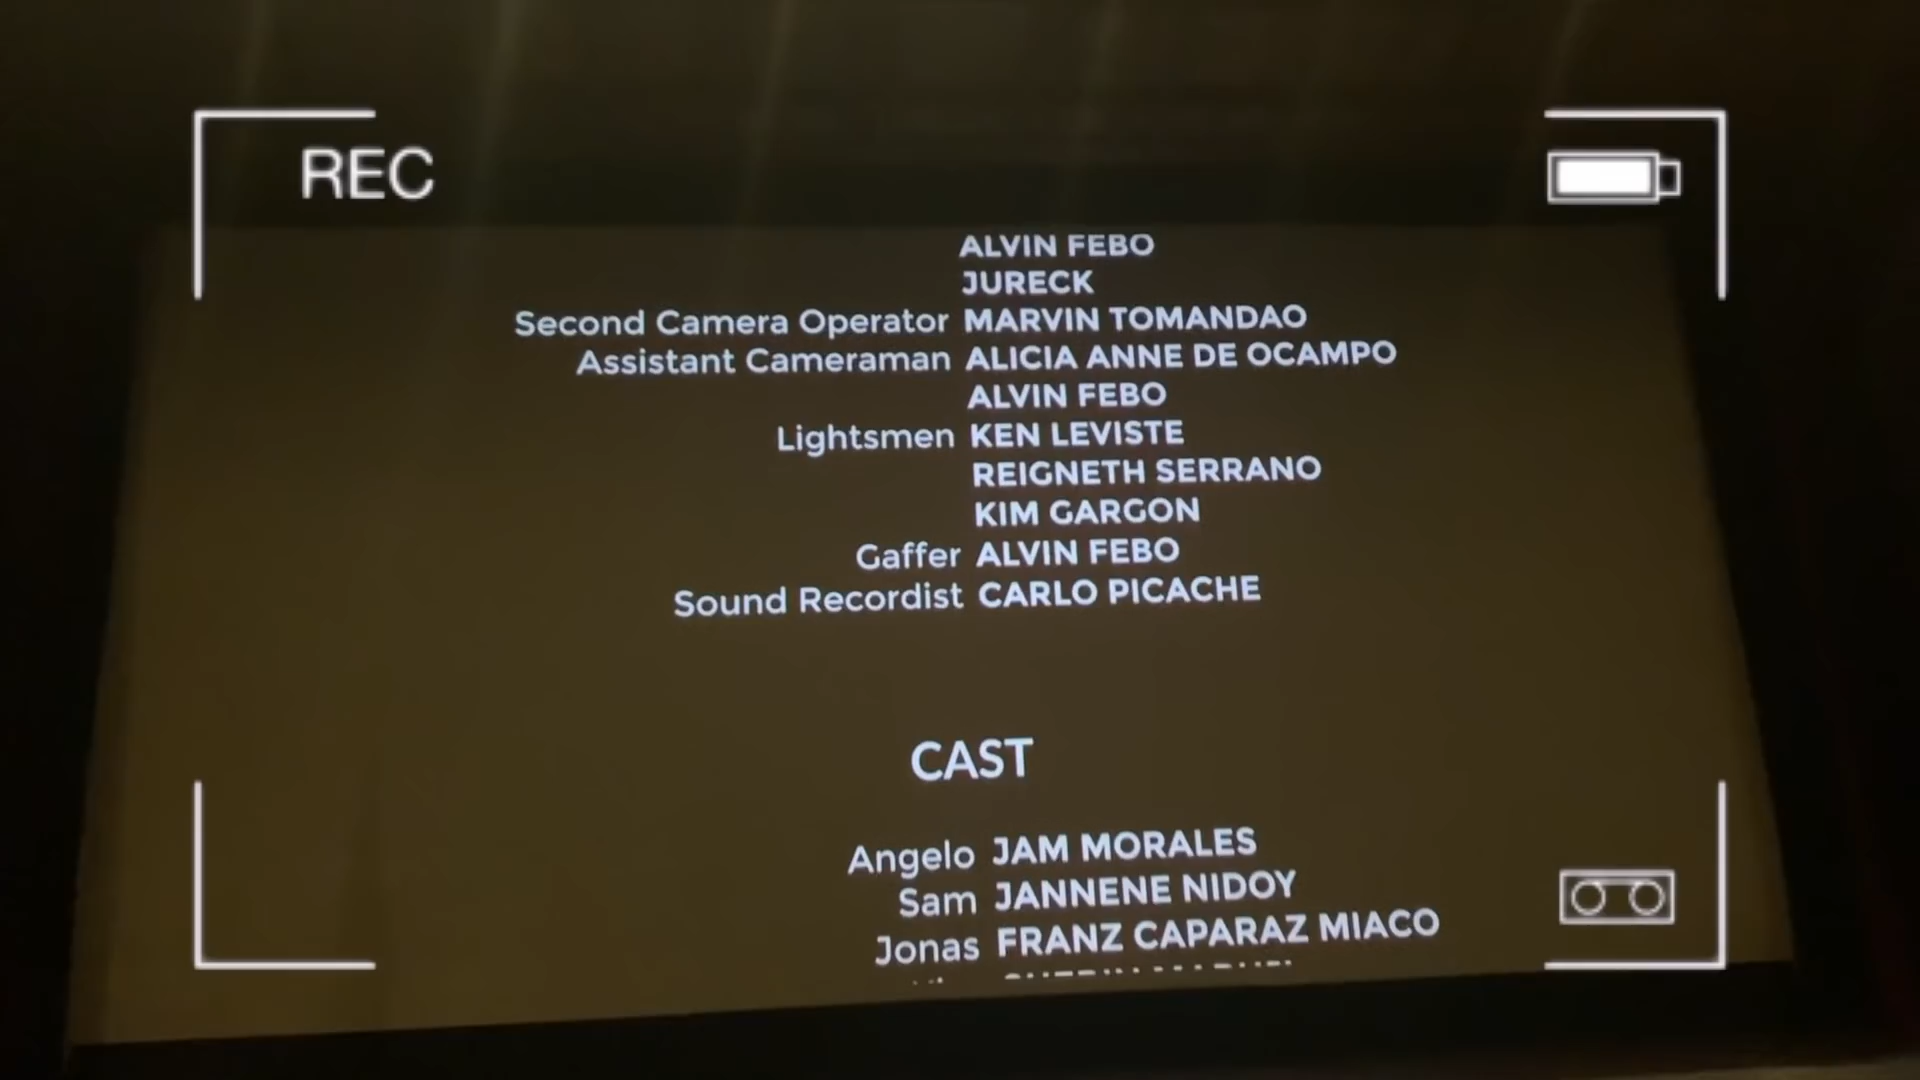 REC
ALVIN FEBO
JURECK
Second Camera Operator MARVIN TOMANDAO
Assistant Cameraman ALICIA ANNE DE OCAMPO
ALVIN FEBO
Lightsmen KEN LEVISTE
REIGNETH SERRANO
KIM GARGON
Gaffer ALVIN FEBO
Sound Recordist CARLO PICACHE
CAST
Angelo JAM MORALES
Sam JANNENE NIDOY
Jonas FRANZ CAPARAZ MIACO